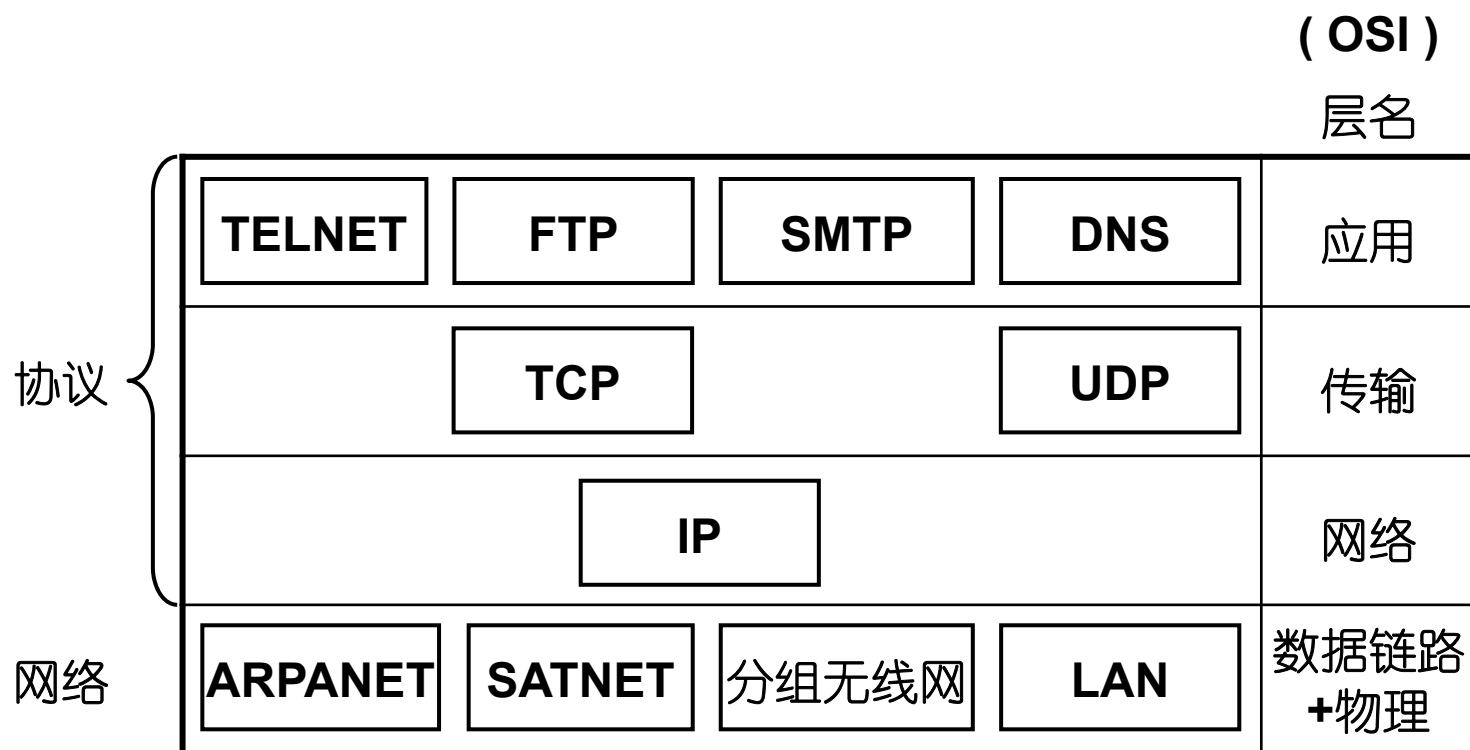 ( OSI )
层名
TELNET FTP SMTP DNS 应用
协议 TCP UDP 传输
IP 网络
网络 ARPANET SATNET 分组无线网 LAN 数据链路
+物理